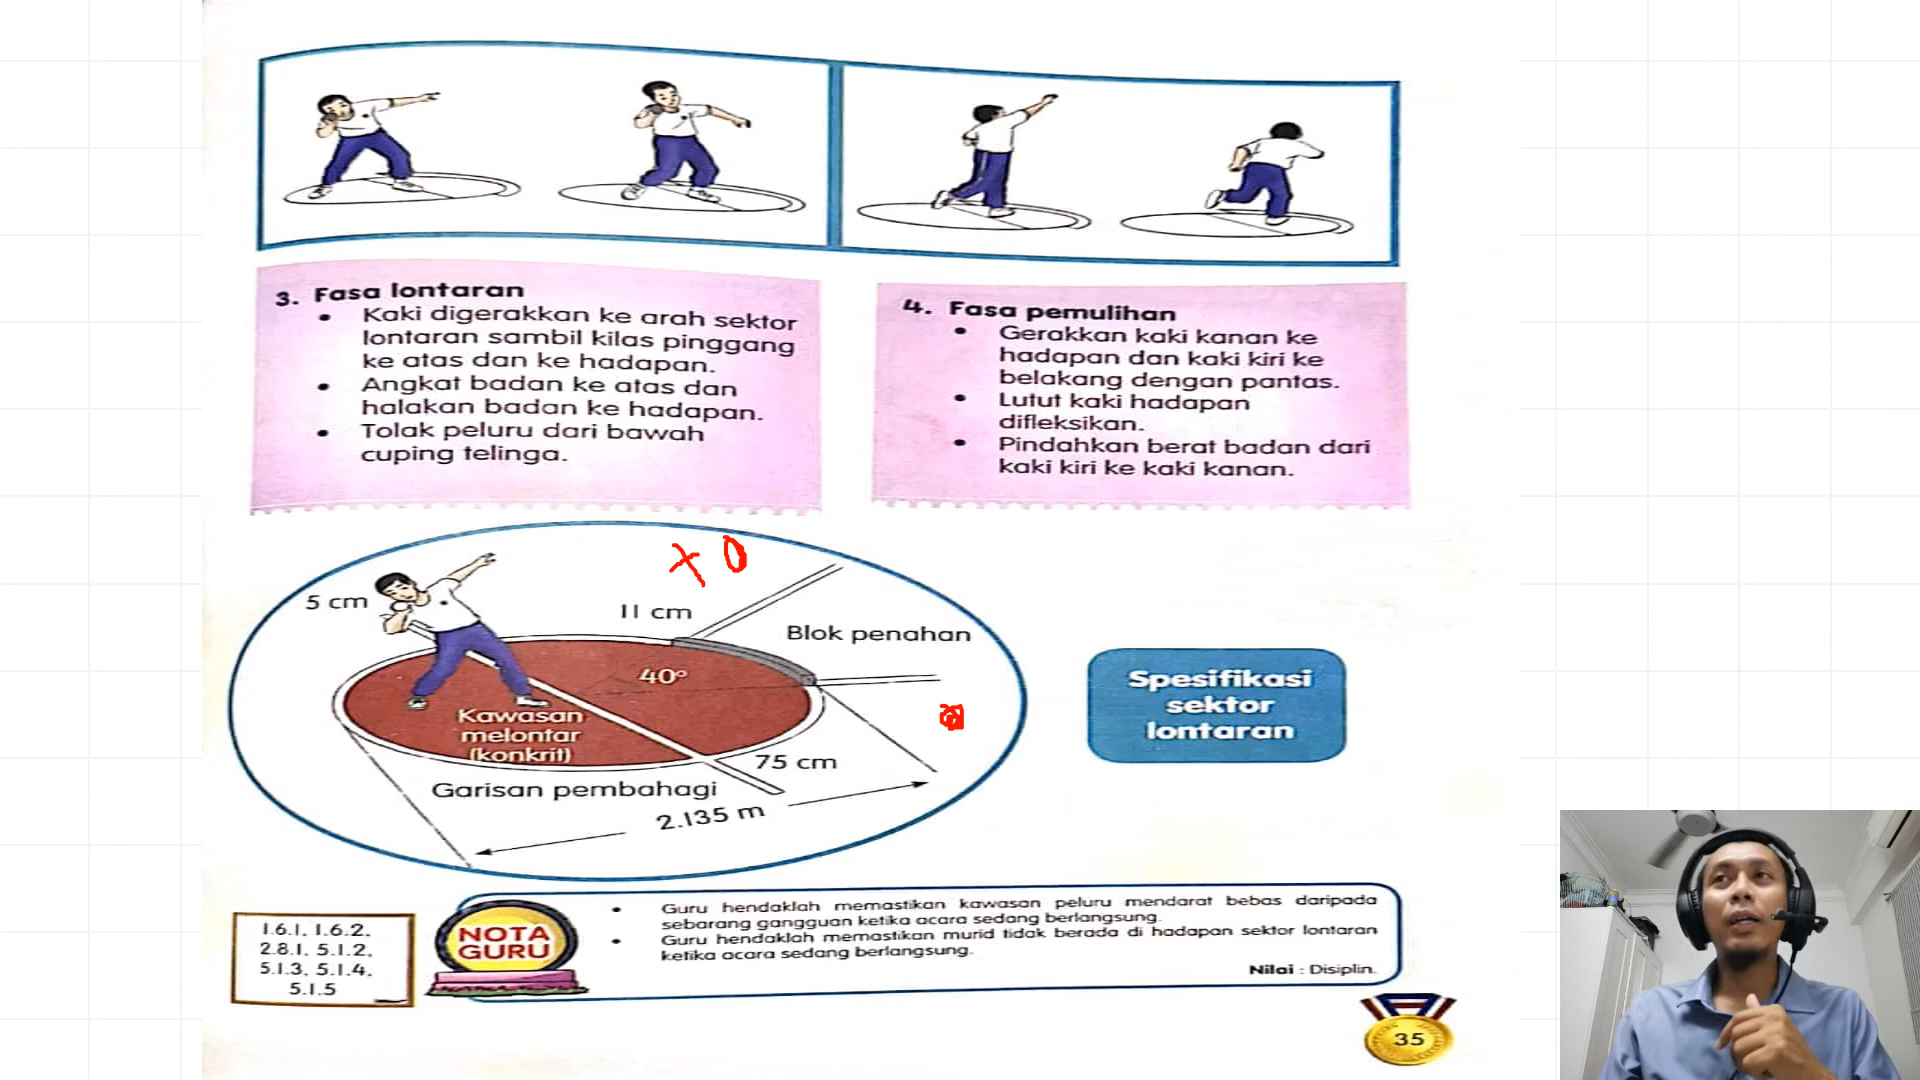 3. Fasa lontaran
• Kaki digerakkan ke arah sektor
lontaran sambil kilas pinggang
ke atas dan ke hadapan.
• Angkat badan ke atas dan
halakan badan ke hadapan.
• Tolak peluru dari bawah
cuping telinga.
4. Fasa pemulihan
• Gerakkan kaki kanan ke
hadapan dan kaki kiri ke
belakang dengan pantas.
• Lutut kaki hadapan
difleksikan.
• Pindahkan berat badan dari
kaki kiri ke kaki kanan.
5 cm
11 cm
Blok penahan
40°
Kawasan
melontar
(konkrit)
75 cm
Garisan pembahagi
2.135 m
Spesifikasi
sektor
lontaran
1.6.1, 1.6.2,
2.8.1, 5.1.2,
5.1.3, 5.1.4,
5.1.5
NOTA
GURU
• Guru hendaklah memastikan kawasan peluru mendarat bebas daripada
sebarang gangguan ketika acara sedang berlangsung.
• Guru hendaklah memastikan murid tidak berada di hadapan sektor lontaran
ketika acara sedang berlangsung.
Nilai : Disiplin.
35